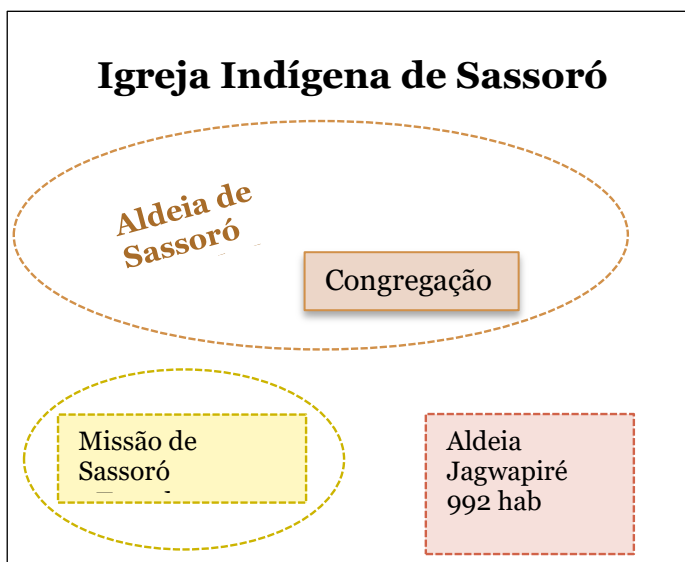 Igreja Indígena de Sassoró
Aldeia de
Sassoró
Congregação
Missão de
Sassoró
Aldeia
Jagwapiré
992 hab